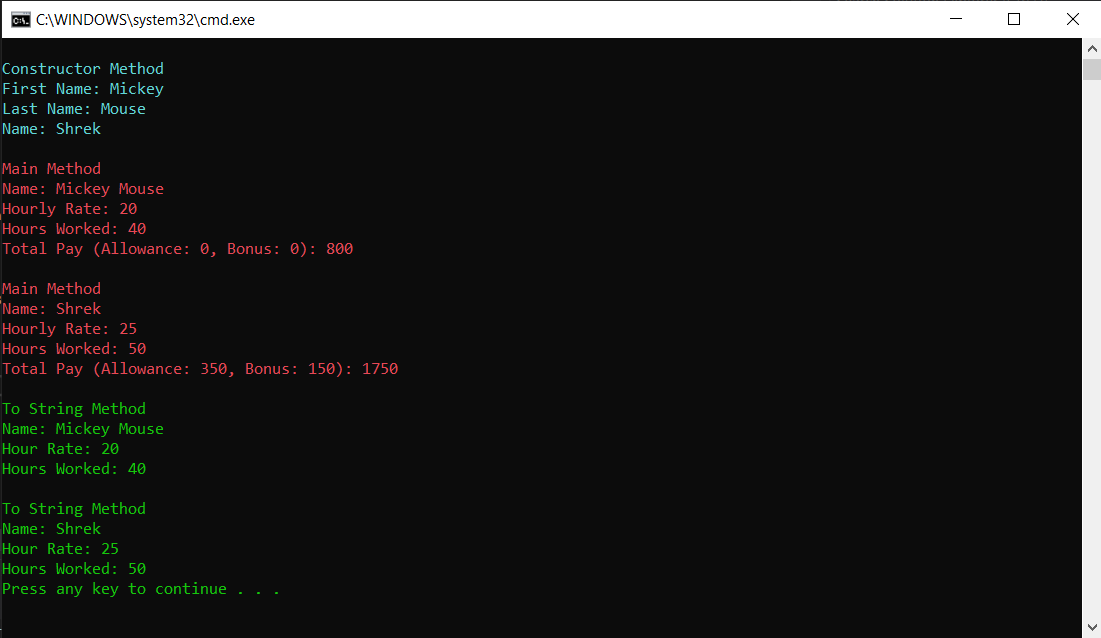 C:\WINDOWS\system32\cmd.exe
Constructor Method
First Name: Mickey
Last Name: Mouse
Name: Shrek
Main Method
Name: Mickey Mouse
Hourly Rate: 20
Hours Worked: 40
Total Pay (Allowance: 0, Bonus: 0): 800
Main Method
Name: Shrek
Hourly Rate: 25
Hours Worked: 50
Total Pay (Allowance: 350, Bonus: 150): 1750
To String Method
Name: Mickey Mouse
Hour Rate: 20
Hours Worked: 40
To String Method
Name: Shrek
Hour Rate: 25
Hours Worked: 50
Press any key to continue . . .